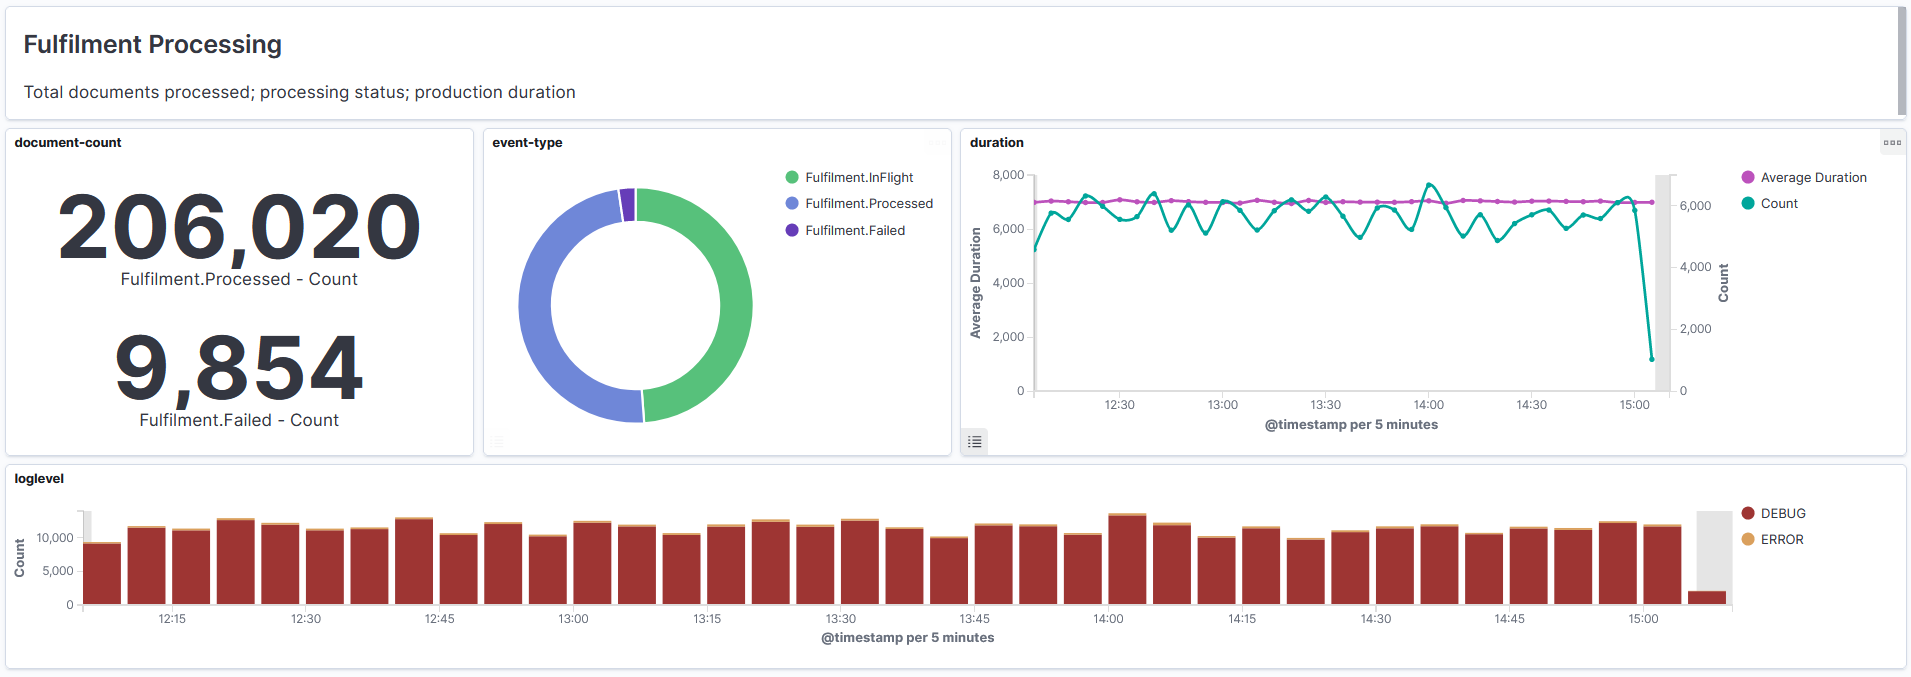 Fulfilment Processing
Total documents processed; processing status; production duration
document-count
206,020
Fulfilment.Processed - Count
9,854
Fulfilment.Failed - Count
event-type
Fulfilment.InFlight
Fulfilment.Processed
Fulfilment.Failed
duration
8,000
6,000
4,000
2,000
0
Average Duration
6,000
4,000
2,000
0
Count
12:30 13:00 13:30 14:00 14:30 15:00
@timestamp per 5 minutes
Average Duration
Count
loglevel
10,000
5,000
0
Count
12:15 12:30 12:45 13:00 13:15 13:30 13:45 14:00 14:15 14:30 14:45 15:00
@timestamp per 5 minutes
DEBUG
ERROR